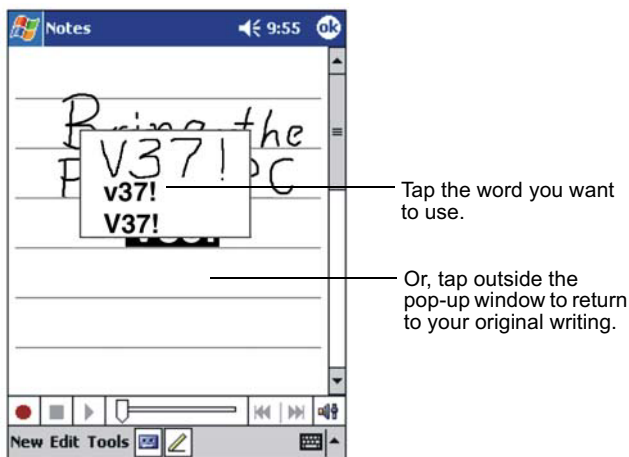 Notes 9:55 ok
Bring the
PC
V37!
v37!
V37!
Tap the word you want
to use.
Or, tap outside the
pop-up window to return
to your original writing.
New Edit Tools